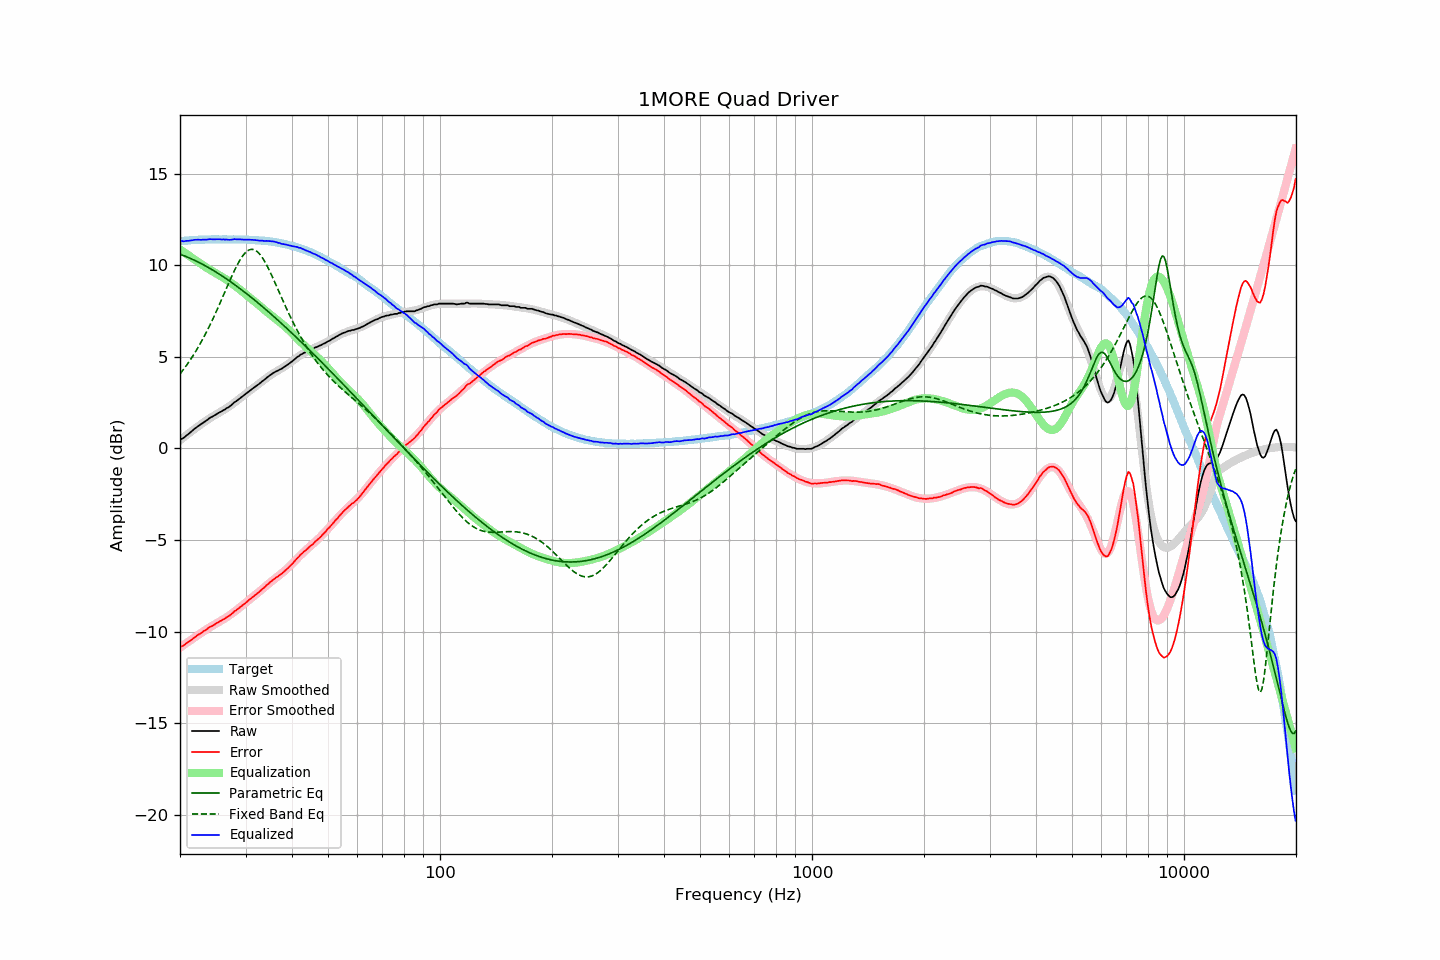 1MORE Quad Driver
Amplitude (dBr)
15
10
5
0
−5
−10
−15
−20
Target
Raw Smoothed
Error Smoothed
Raw
Error
Equalization
Parametric Eq
Fixed Band Eq
Equalized
100
1000
10000
Frequency (Hz)